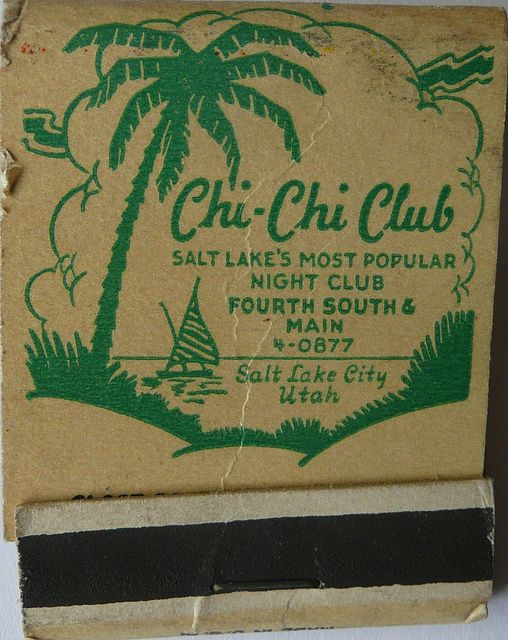 Chi-Chi Club
SALT LAKE'S MOST POPULAR
NIGHT CLUB
FOURTH SOUTH &
MAIN
4-0877
Salt Lake City
Utah